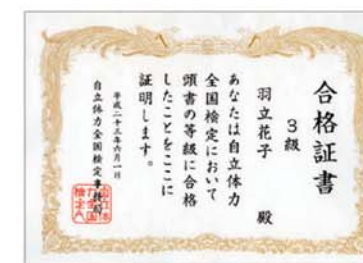 合格証書
3級
羽立花子 殿
あなたは自立体力
全国検定において
頭書の等級に合格
したことをここに
証明します。
平成二十三年六月一日
自立体力全国検定事務局